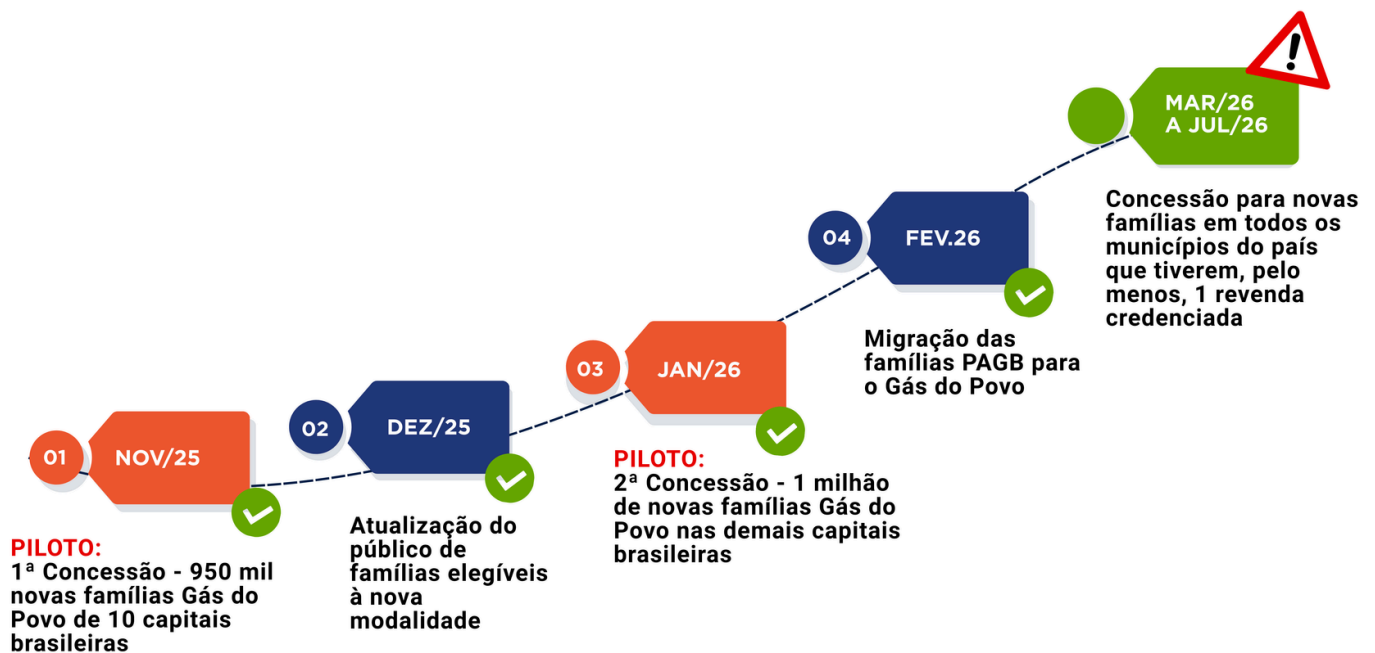 01
NOV/25
PILOTO:
1ª Concessão - 950 mil
novas famílias Gás do
Povo de 10 capitais
brasileiras
02
DEZ/25
Atualização do
público de
famílias elegíveis
à nova
modalidade
03
JAN/26
PILOTO:
2ª Concessão - 1 milhão
de novas famílias Gás do
Povo nas demais capitais
brasileiras
04
FEV.26
Migração das
famílias PAGB para
o Gás do Povo
!
MAR/26
A JUL/26
Concessão para novas
famílias em todos os
municípios do país
que tiverem, pelo
menos, 1 revenda
credenciada